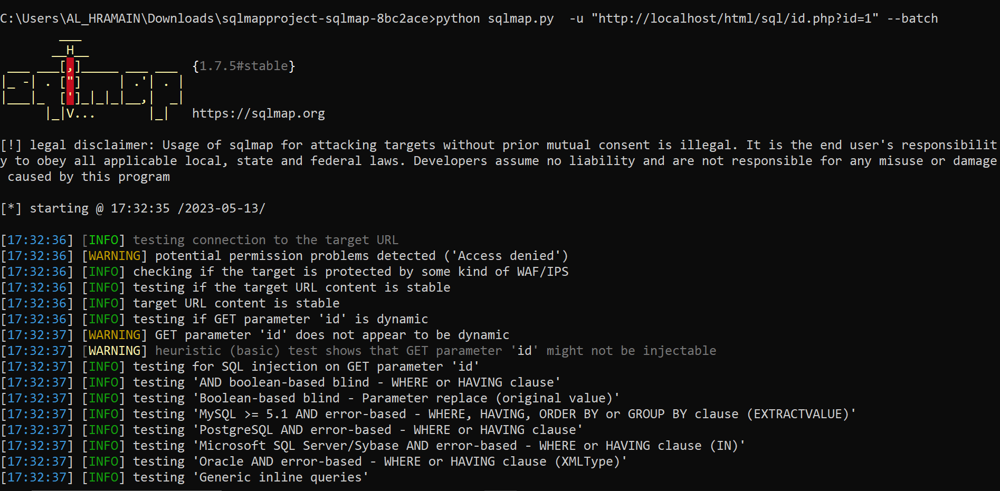 C:\Users\AL_HRAMAIN\Downloads\sqlmapproject-sqlmap-8bc2ace>python sqlmap.py  -u "http://localhost/html/sql/id.php?id=1" --batch
        ___
       __H__
 ___ ___[,]_____ ___ ___  {1.7.5#stable}
|_ -| . ["]     | .'| . |
|___|_  [']_|_|_|__,|  _|
      |_|V...       |_|   https://sqlmap.org
[!] legal disclaimer: Usage of sqlmap for attacking targets without prior mutual consent is illegal. It is the end user's responsibilit
y to obey all applicable local, state and federal laws. Developers assume no liability and are not responsible for any misuse or damage
 caused by this program
[*] starting @ 17:32:35 /2023-05-13/
[17:32:36] [INFO] testing connection to the target URL
[17:32:36] [WARNING] potential permission problems detected ('Access denied')
[17:32:36] [INFO] checking if the target is protected by some kind of WAF/IPS
[17:32:36] [INFO] testing if the target URL content is stable
[17:32:36] [INFO] target URL content is stable
[17:32:36] [INFO] testing if GET parameter 'id' is dynamic
[17:32:37] [WARNING] GET parameter 'id' does not appear to be dynamic
[17:32:37] [WARNING] heuristic (basic) test shows that GET parameter 'id' might not be injectable
[17:32:37] [INFO] testing for SQL injection on GET parameter 'id'
[17:32:37] [INFO] testing 'AND boolean-based blind - WHERE or HAVING clause'
[17:32:37] [INFO] testing 'Boolean-based blind - Parameter replace (original value)'
[17:32:37] [INFO] testing 'MySQL >= 5.1 AND error-based - WHERE, HAVING, ORDER BY or GROUP BY clause (EXTRACTVALUE)'
[17:32:37] [INFO] testing 'PostgreSQL AND error-based - WHERE or HAVING clause'
[17:32:37] [INFO] testing 'Microsoft SQL Server/Sybase AND error-based - WHERE or HAVING clause (IN)'
[17:32:37] [INFO] testing 'Oracle AND error-based - WHERE or HAVING clause (XMLType)'
[17:32:37] [INFO] testing 'Generic inline queries'